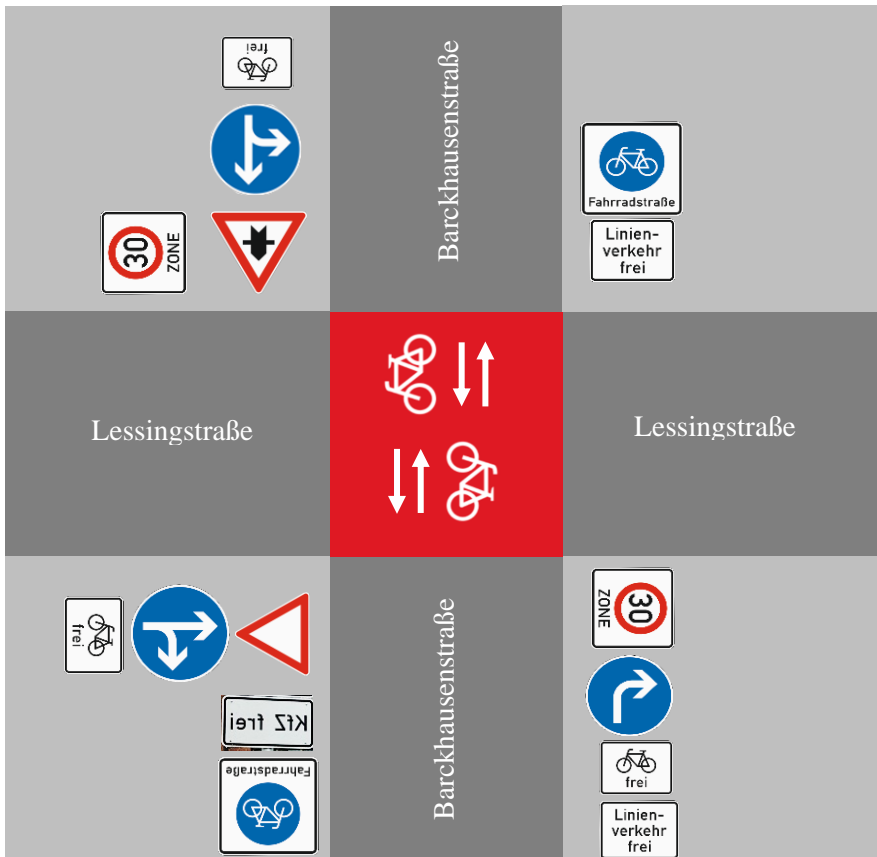 frei
Barckhausenstraße
Fahrradstraße
Linien-
verkehr
frei
30
ZONE
Lessingstraße
Lessingstraße
frei
KfZ frei
Fahrradstraße
Barckhausenstraße
30
ZONE
frei
Linien-
verkehr
frei